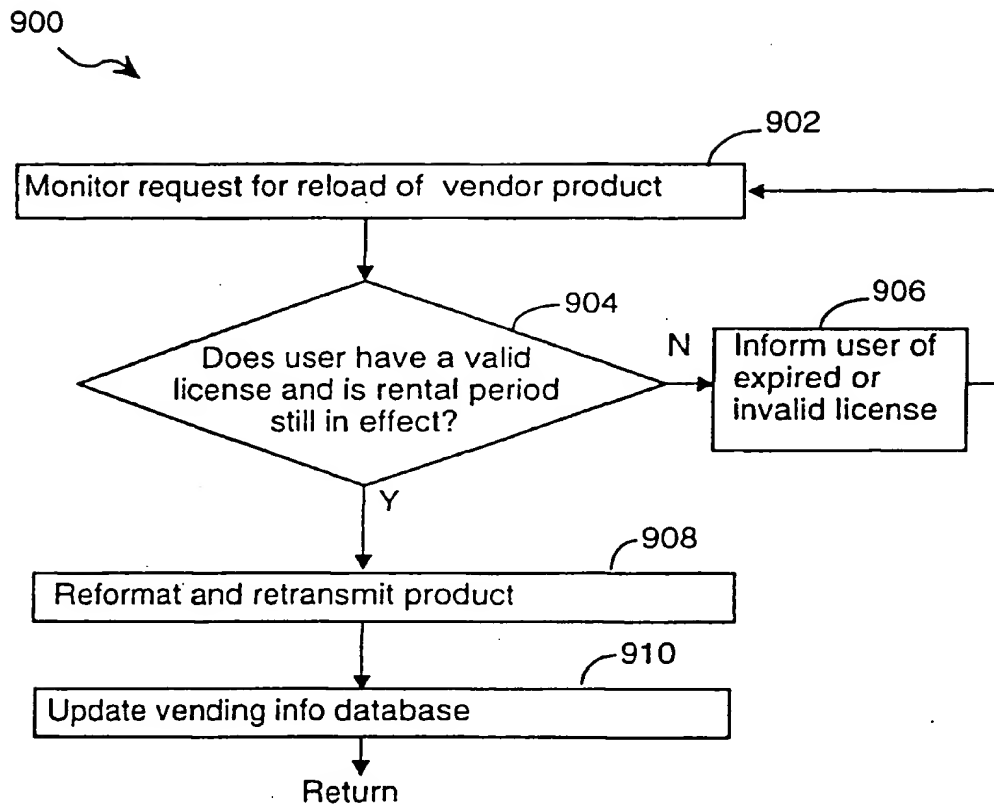 900
902
Monitor request for reload of vendor product
904
Does user have a valid
license and is rental period
still in effect?
N
906
Inform user of
expired or
invalid license
Y
908
Reformat and retransmit product
910
Update vending info database
Return